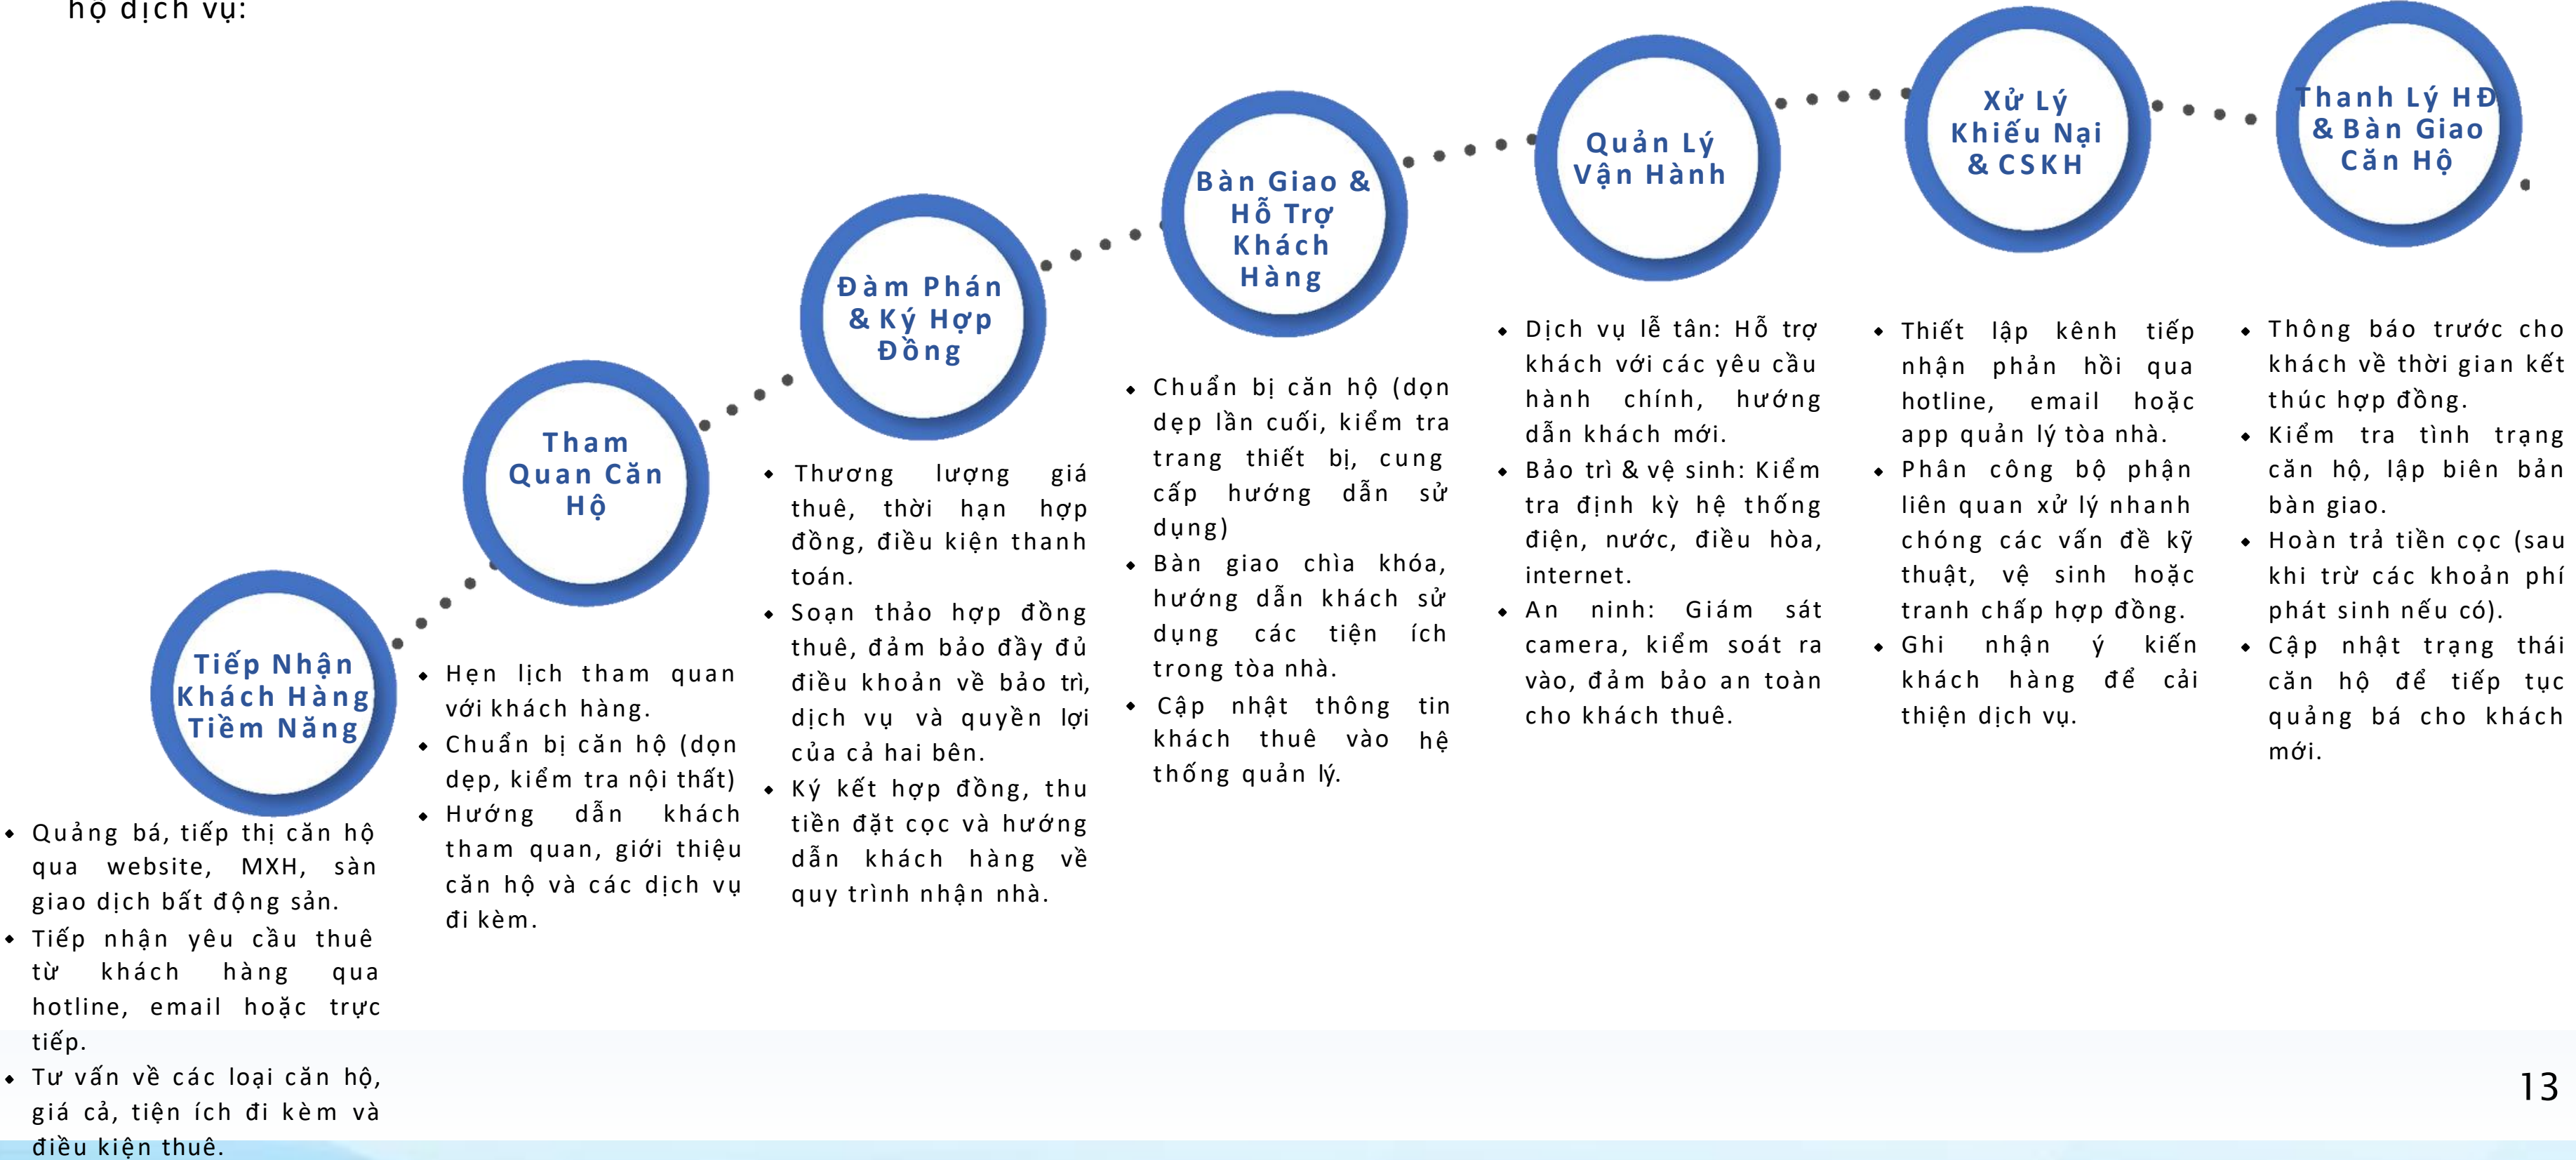 hộ dịch vụ:
Tiếp Nhận
Khách Hàng
Tiềm Năng
• Quảng bá, tiếp thị căn hộ
qua website, MXH, sàn
giao dịch bất động sản.
• Tiếp nhận yêu cầu thuê
từ khách hàng qua
hotline, email hoặc trực
tiếp.
• Tư vấn về các loại căn hộ,
giá cả, tiện ích đi kèm và
điều kiện thuê.
Tham
Quan Căn
Hộ
• Hẹn lịch tham quan
với khách hàng.
• Chuẩn bị căn hộ (dọn
dẹp, kiểm tra nội thất)
• Hướng dẫn khách
tham quan, giới thiệu
căn hộ và các dịch vụ
đi kèm.
Đàm Phán
& Ký Hợp
Đồng
• Thương lượng giá
thuê, thời hạn hợp
đồng, điều kiện thanh
toán.
• Soạn thảo hợp đồng
thuê, đảm bảo đầy đủ
điều khoản về bảo trì,
dịch vụ và quyền lợi
của cả hai bên.
• Ký kết hợp đồng, thu
tiền đặt cọc và hướng
dẫn khách hàng về
quy trình nhận nhà.
Bàn Giao &
Hỗ Trợ
Khách
Hàng
• Chuẩn bị căn hộ (dọn
dẹp lần cuối, kiểm tra
trang thiết bị, cung
cấp hướng dẫn sử
dụng)
• Bàn giao chìa khóa,
hướng dẫn khách sử
dụng các tiện ích
trong tòa nhà.
• Cập nhật thông tin
khách thuê vào hệ
thống quản lý.
Quản Lý
Vận Hành
• Dịch vụ lễ tân: Hỗ trợ
khách với các yêu cầu
hành chính, hướng
dẫn khách mới.
• Bảo trì & vệ sinh: Kiểm
tra định kỳ hệ thống
điện, nước, điều hòa,
internet.
• An ninh: Giám sát
camera, kiểm soát ra
vào, đảm bảo an toàn
cho khách thuê.
Xử Lý
Khiếu Nại
& CSKH
• Thiết lập kênh tiếp
nhận phản hồi qua
hotline, email hoặc
app quản lý tòa nhà.
• Phân công bộ phận
liên quan xử lý nhanh
chóng các vấn đề kỹ
thuật, vệ sinh hoặc
tranh chấp hợp đồng.
• Ghi nhận ý kiến
khách hàng để cải
thiện dịch vụ.
Thanh Lý HĐ
& Bàn Giao
Căn Hộ
• Thông báo trước cho
khách về thời gian kết
thúc hợp đồng.
• Kiểm tra tình trạng
căn hộ, lập biên bản
bàn giao.
• Hoàn trả tiền cọc (sau
khi trừ các khoản phí
phát sinh nếu có).
• Cập nhật trạng thái
căn hộ để tiếp tục
quảng bá cho khách
mới.
13